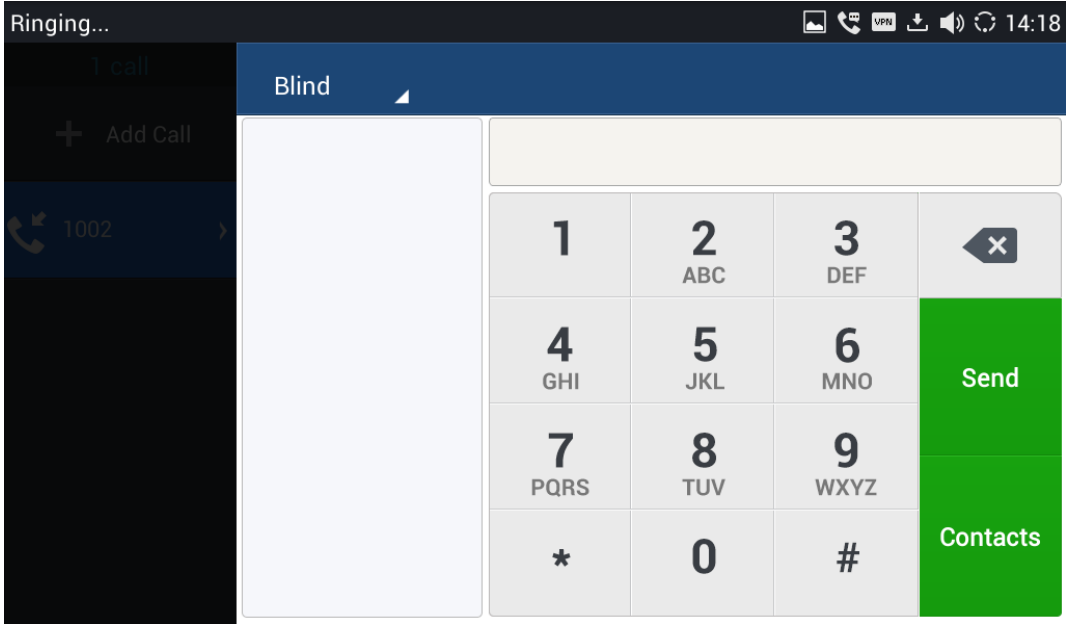 Ringing...
VPN
14:18
1 call
Blind
Add Call
1002
1
2
3
ABC
DEF
4
5
6
GHI
JKL
MNO
Send
7
8
9
PQRS
TUV
WXYZ
*
0
#
Contacts